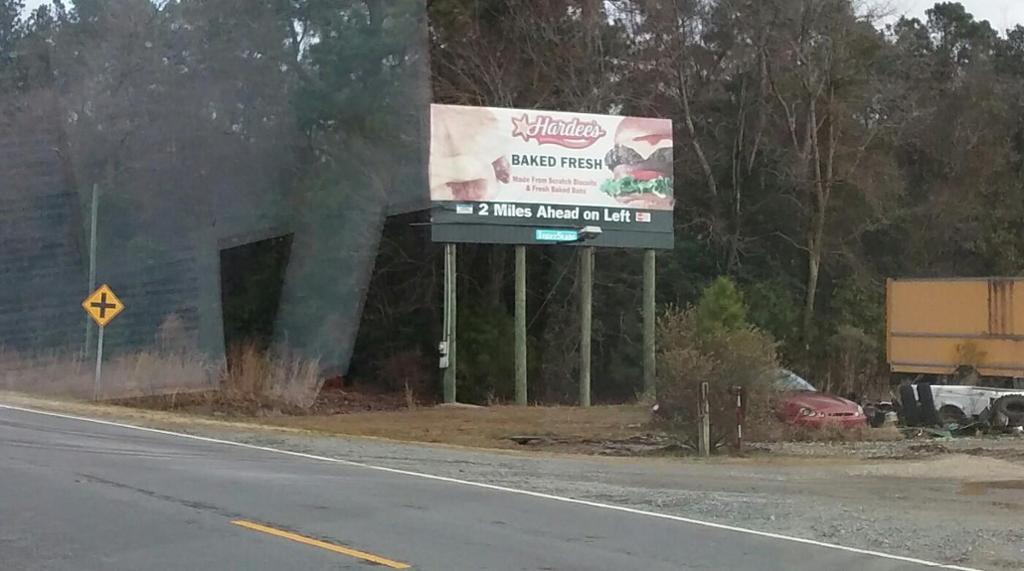 Hardee's
BAKED FRESH
Made From Scratch Biscuits
& Fresh Baked Buns
2 Miles Ahead on Left